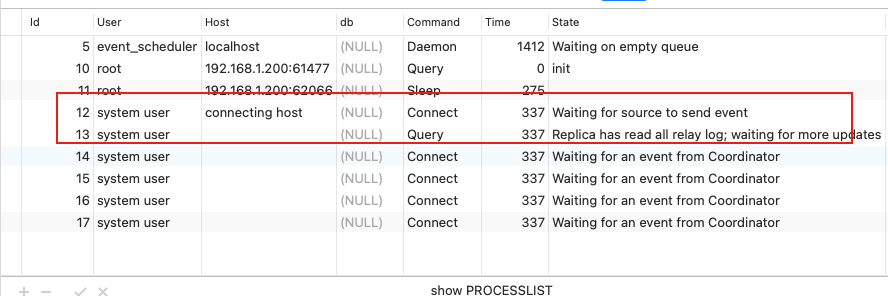 Id User Host db Command Time State
5 event_scheduler localhost (NULL) Daemon 1412 Waiting on empty queue
10 root 192.168.1.200:61477 (NULL) Query 0 init
11 root 192.168.1.200:62066 (NULL) Sleep 275
12 system user connecting host (NULL) Connect 337 Waiting for source to send event
13 system user (NULL) Query 337 Replica has read all relay log; waiting for more updates
14 system user (NULL) Connect 337 Waiting for an event from Coordinator
15 system user (NULL) Connect 337 Waiting for an event from Coordinator
16 system user (NULL) Connect 337 Waiting for an event from Coordinator
17 system user (NULL) Connect 337 Waiting for an event from Coordinator
show PROCESSLIST